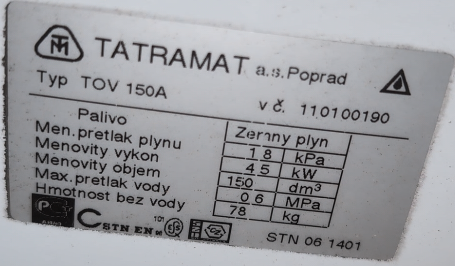 TATRAMAT a.s. Poprad
Typ TOV 150A
v č. 110100190
Palivo Zemny plyn
Men.pretlak plynu 1 8 kPa
Menovity vykon 4 5 kW
Menovity objem 150 dm³
Max.pretlak vody 0 6 MPa
Hmotnost bez vody 78 kg
STN EN
101
STN 06 1401